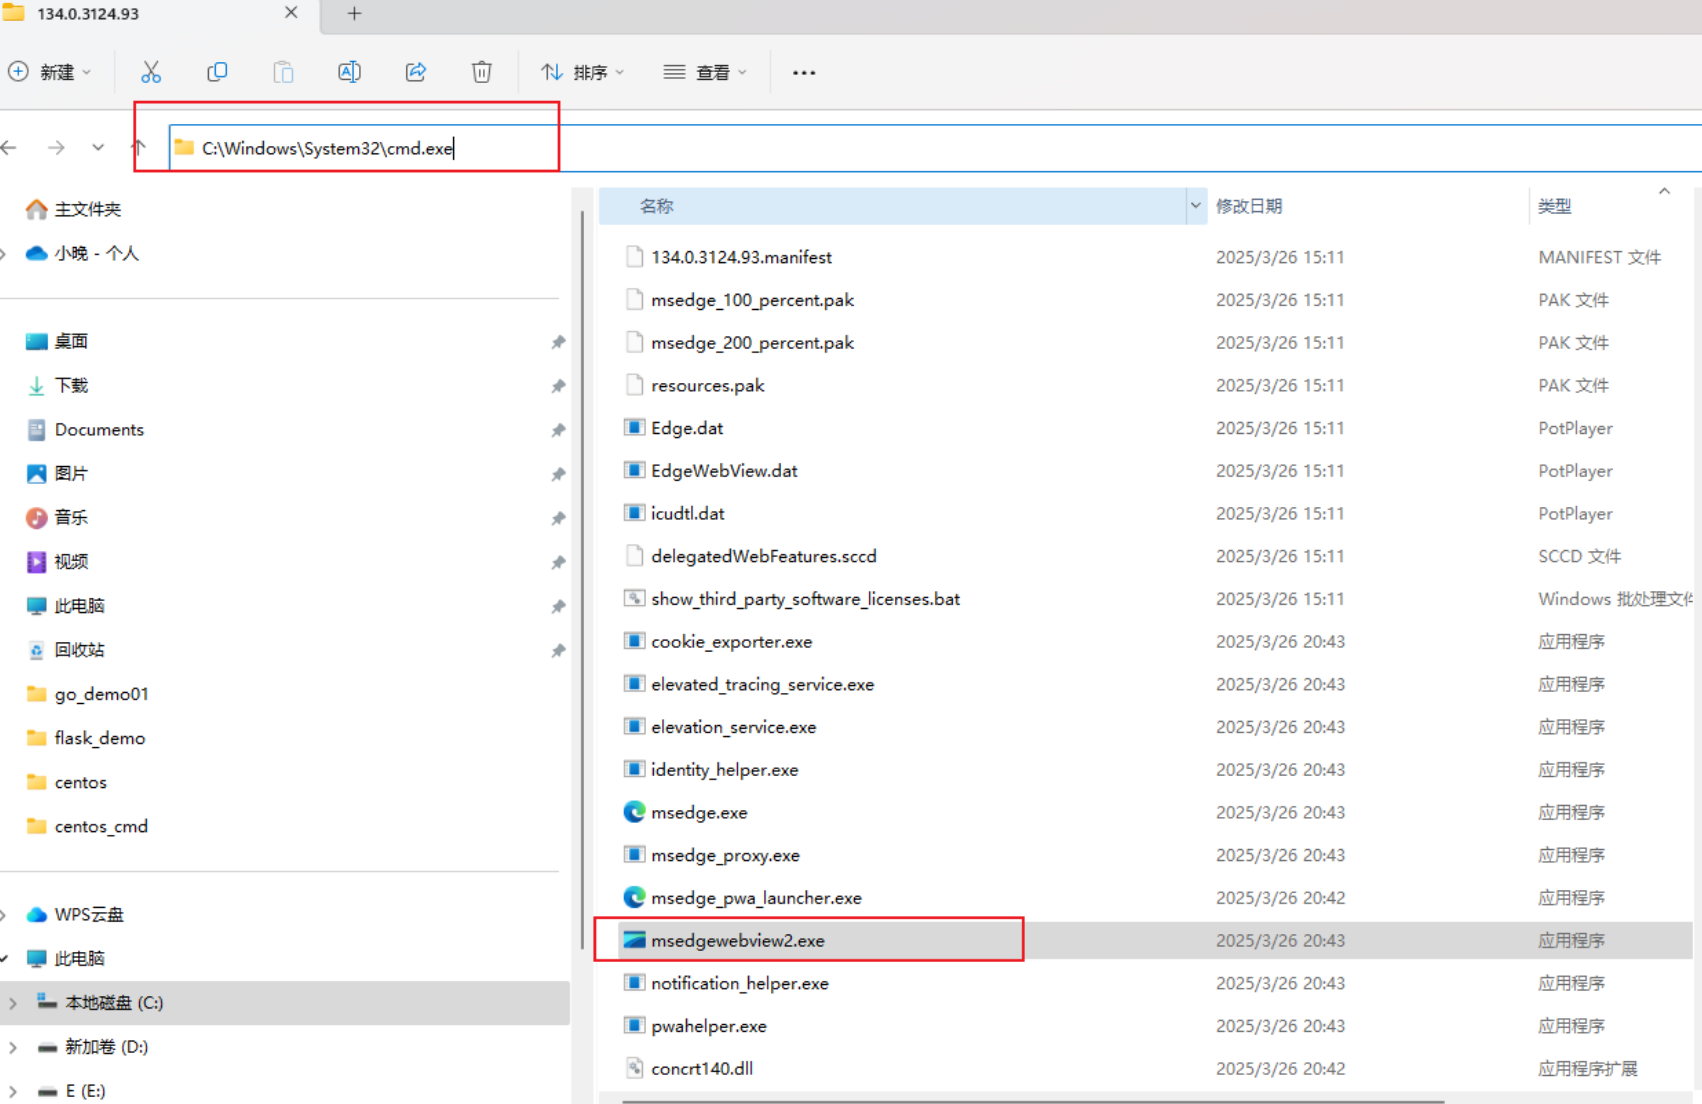 134.0.3124.93
新建
排序
查看
C:\Windows\System32\cmd.exe
主文件夹
小晚 - 个人
桌面
下载
Documents
图片
音乐
视频
此电脑
回收站
go_demo01
flask_demo
centos
centos_cmd
WPS云盘
此电脑
本地磁盘 (C:)
新加卷 (D:)
E (E:)
名称 修改日期 类型
134.0.3124.93.manifest 2025/3/26 15:11 MANIFEST 文件
msedge_100_percent.pak 2025/3/26 15:11 PAK 文件
msedge_200_percent.pak 2025/3/26 15:11 PAK 文件
resources.pak 2025/3/26 15:11 PAK 文件
Edge.dat 2025/3/26 15:11 PotPlayer
EdgeWebView.dat 2025/3/26 15:11 PotPlayer
icudtl.dat 2025/3/26 15:11 PotPlayer
delegatedWebFeatures.sccd 2025/3/26 15:11 SCCD 文件
show_third_party_software_licenses.bat 2025/3/26 15:11 Windows 批处理文件
cookie_exporter.exe 2025/3/26 20:43 应用程序
elevated_tracing_service.exe 2025/3/26 20:43 应用程序
elevation_service.exe 2025/3/26 20:43 应用程序
identity_helper.exe 2025/3/26 20:43 应用程序
msedge.exe 2025/3/26 20:43 应用程序
msedge_proxy.exe 2025/3/26 20:43 应用程序
msedge_pwa_launcher.exe 2025/3/26 20:42 应用程序
msedgewebview2.exe 2025/3/26 20:43 应用程序
notification_helper.exe 2025/3/26 20:43 应用程序
pwahelper.exe 2025/3/26 20:43 应用程序
concrt140.dll 2025/3/26 20:42 应用程序扩展